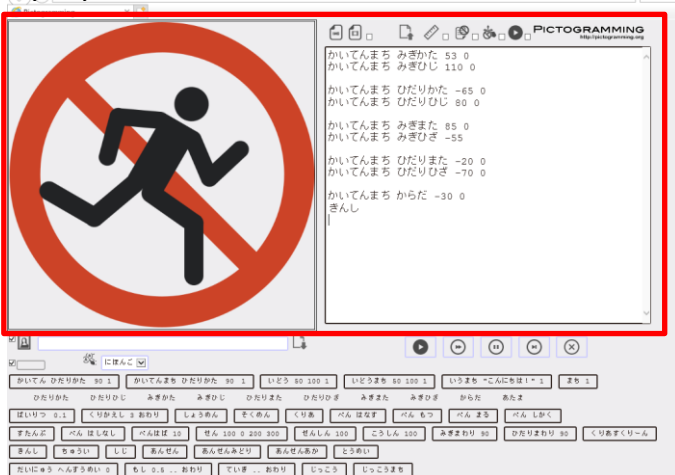 Pictogramming
PICTOGRAMMING
http://pictogramming.org
かいてんまち みぎかた 53 0
かいてんまち みぎひじ 110 0
かいてんまち ひだりかた -65 0
かいてんまち ひだりひじ 80 0
かいてんまち みぎまた 85 0
かいてんまち みぎひざ -55
かいてんまち ひだりまた -20 0
かいてんまち ひだりひざ -70 0
かいてんまち からだ -30 0
きんし
にほんご
かいてん ひだりかた 90 1 かいてんまち ひだりかた 90 1 いどう 50 100 1 いどうまち 50 100 1 いうまち "こんにちは!" 1 まち 1
ひだりかた ひだりひじ みぎかた みぎひじ ひだりまた ひだりひざ みぎまた みぎひざ からだ あたま
ばいりつ 0.1 くりかえし 3 おわり しょうめん そくめん くりあ ぺん はなす ぺん もつ ぺん まる ぺん しかく
すたんぷ ぺん けしなし ぺんはば 10 せん 100 0 200 300 せんしん 100 こうしん 100 みぎまわり 90 ひだりまわり 90 くりあすくりーん
きんし ちゅうい しじ あんぜん あんぜんみどり あんぜんあか とうめい
だいにゅう へんすうめい 0 もし 0.5 .. おわり ていぎ .. おわり じっこう じっこうまち